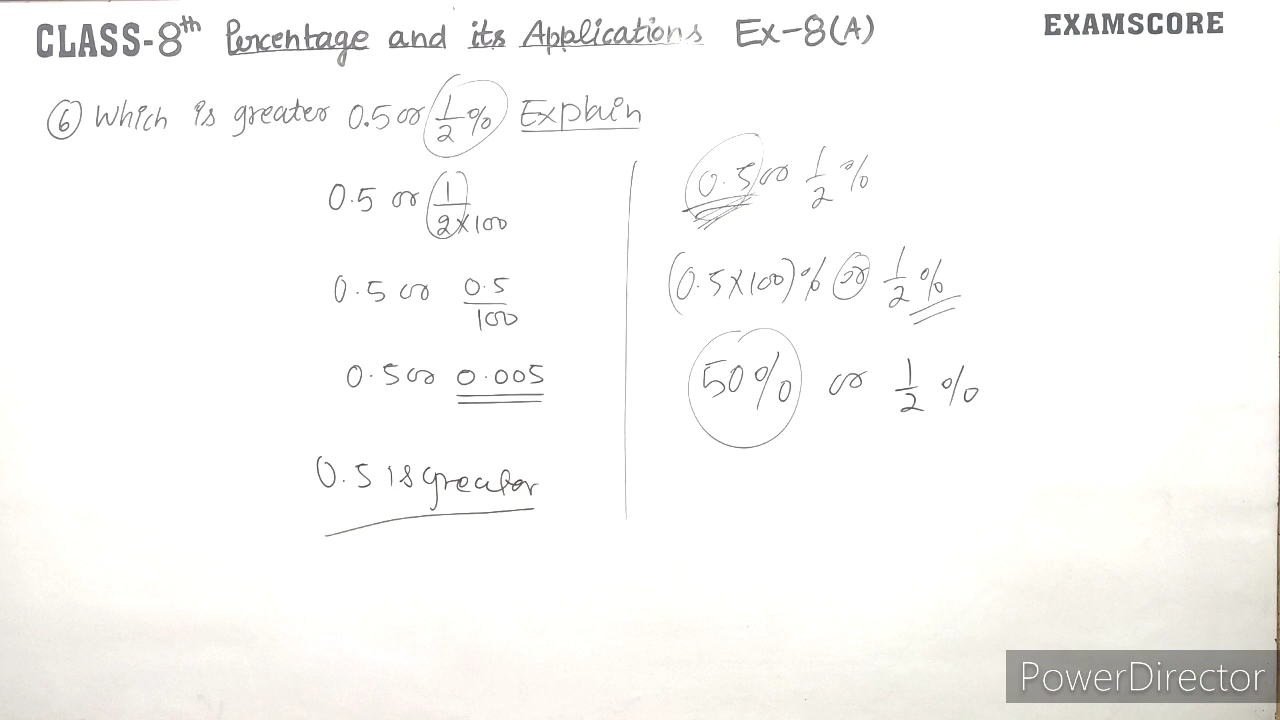 CLASS-8th Percentage and its Applications Ex-8(A)
EXAMSCORE
6 Which is greater 0.5 or 1/2 % Explain
0.5 or 1/2×100
0.5 or 0.5/100
0.5 or 0.005
0.5 is greater
0.5 or 1/2 %
(0.5×100)% or 1/2 %
50% or 1/2 %
PowerDirector